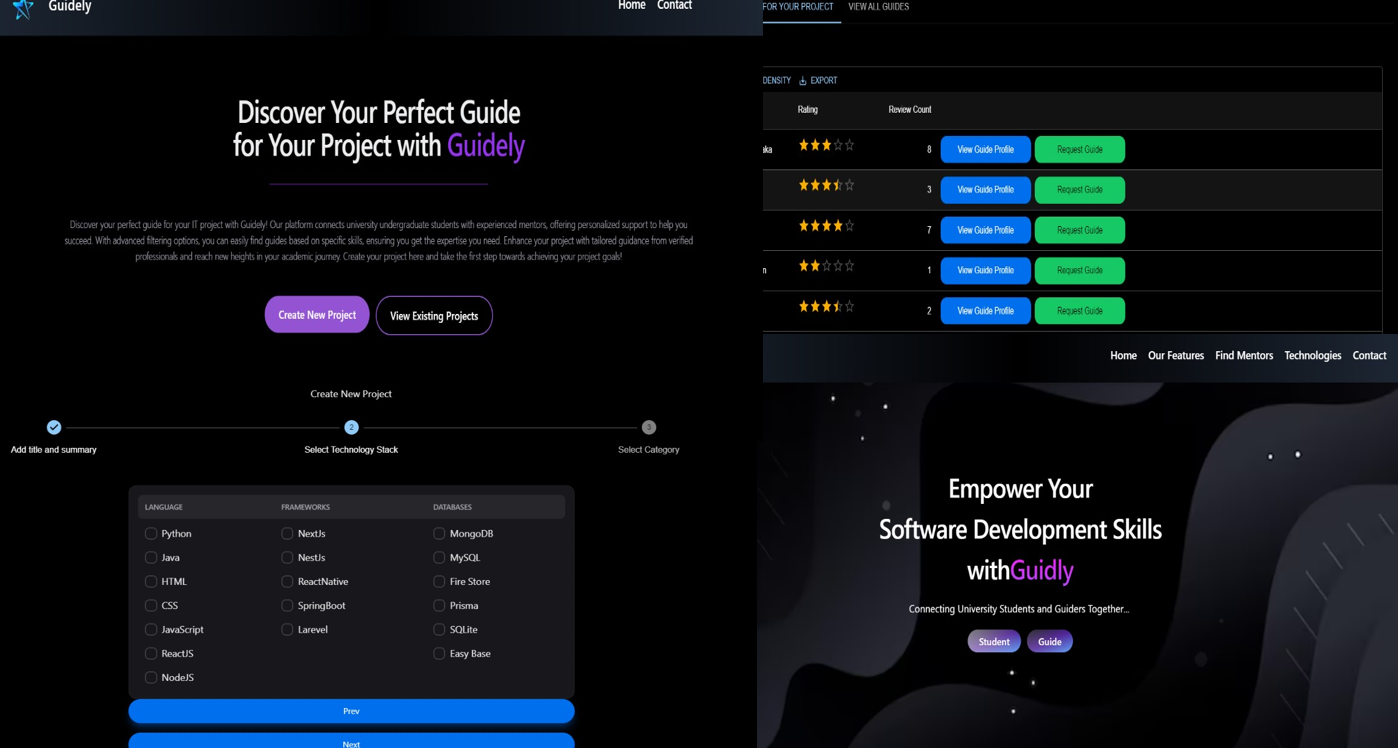 Guidely
Home Contact
Discover Your Perfect Guide
for Your Project with Guidely
Discover your perfect guide for your IT project with Guidely! Our platform connects university undergraduate students with experienced mentors, offering personalized support to help you
succeed. With advanced filtering options, you can easily find guides based on specific skills, ensuring you get the expertise you need. Enhance your project with tailored guidance from verified
professionals and reach new heights in your academic journey. Create your project here and take the first step towards achieving your project goals!
Create New Project View Existing Projects
Create New Project
2 3
Add title and summary Select Technology Stack Select Category
LANGUAGE FRAMEWORKS DATABASES
Python NextJs MongoDB
Java NestJs MySQL
HTML ReactNative Fire Store
CSS SpringBoot Prisma
JavaScript Larevel SQLite
ReactJS Easy Base
NodeJS
Prev
Next
FOR YOUR PROJECT VIEW ALL GUIDES
DENSITY EXPORT
Rating Review Count
aka 8 View Guide Profile Request Guide
3 View Guide Profile Request Guide
7 View Guide Profile Request Guide
n 1 View Guide Profile Request Guide
2 View Guide Profile Request Guide
Home Our Features Find Mentors Technologies Contact
Empower Your
Software Development Skills
withGuidly
Connecting University Students and Guiders Together...
Student Guide